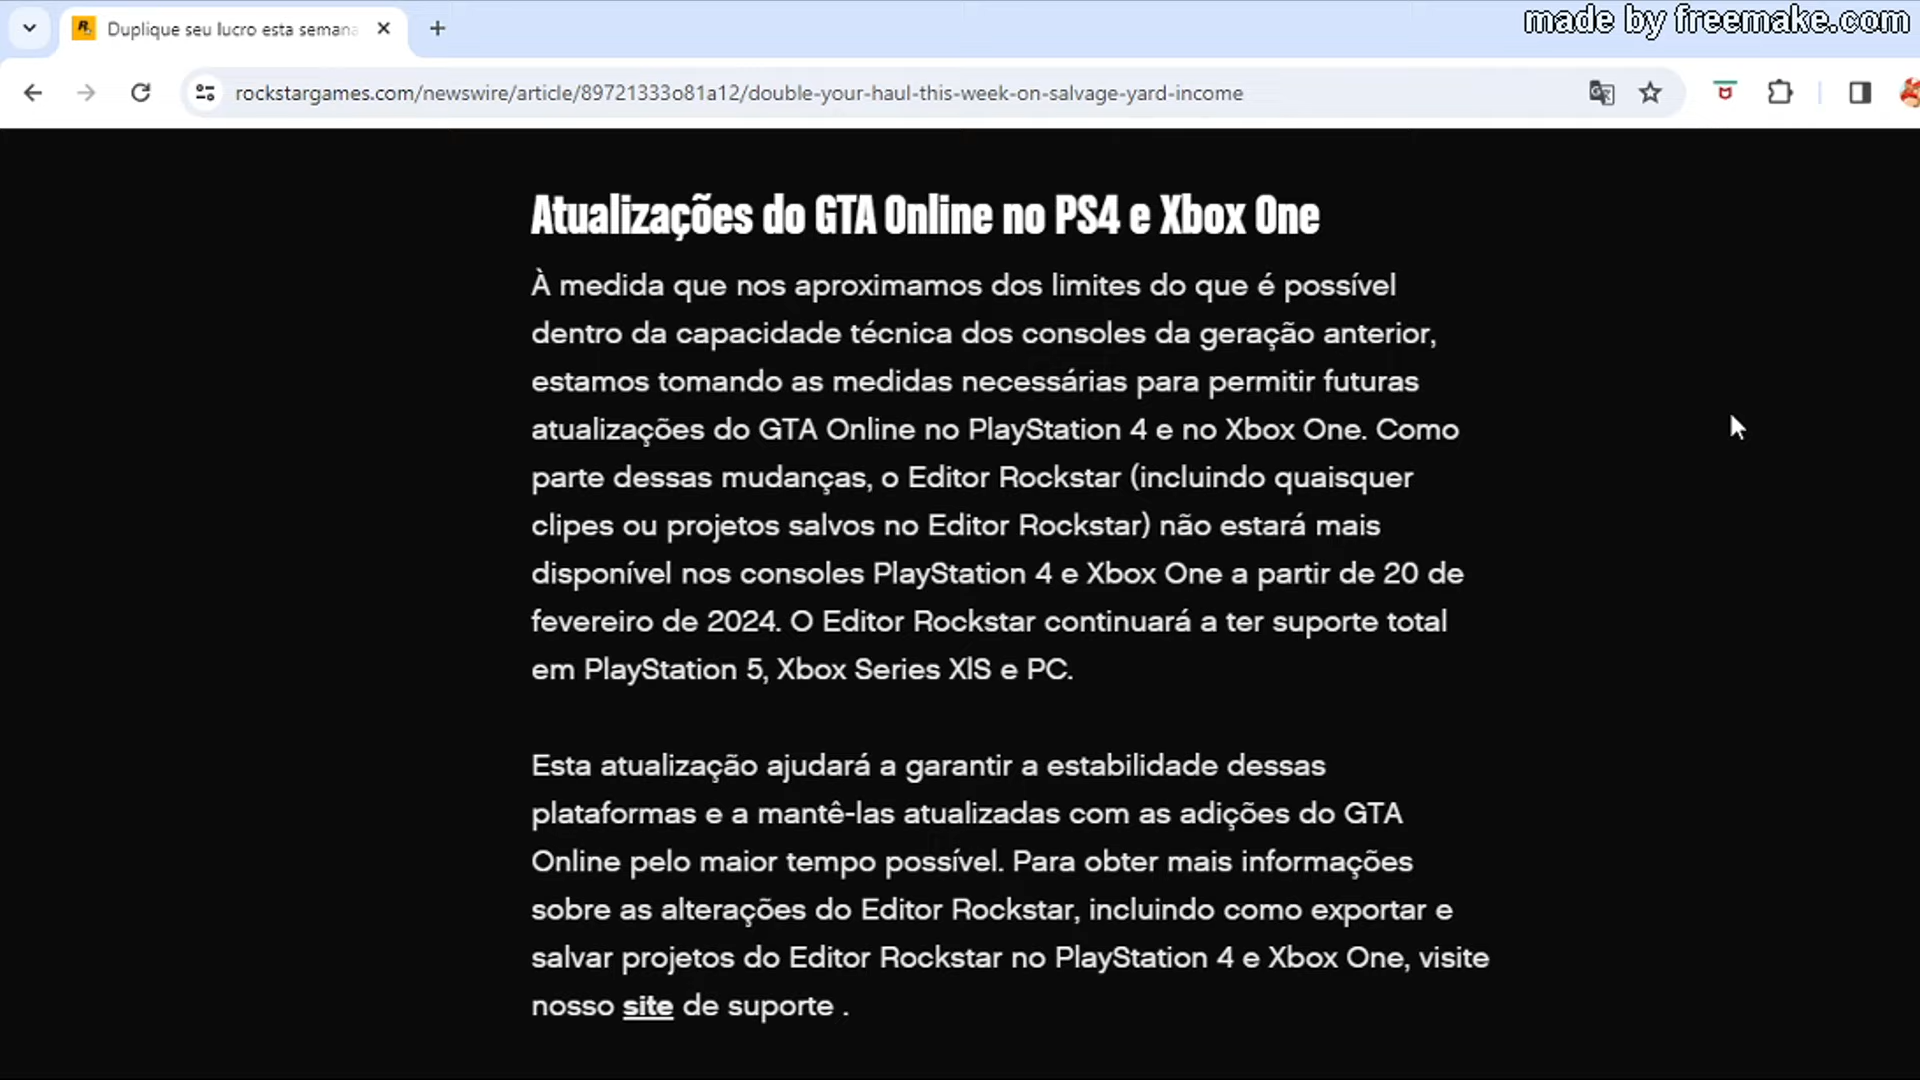 Duplique seu lucro esta semana
made by freemake.com
rockstargames.com/newswire/article/89721333o81a12/double-your-haul-this-week-on-salvage-yard-income
Atualizações do GTA Online no PS4 e Xbox One
À medida que nos aproximamos dos limites do que é possível
dentro da capacidade técnica dos consoles da geração anterior,
estamos tomando as medidas necessárias para permitir futuras
atualizações do GTA Online no PlayStation 4 e no Xbox One. Como
parte dessas mudanças, o Editor Rockstar (incluindo quaisquer
clipes ou projetos salvos no Editor Rockstar) não estará mais
disponível nos consoles PlayStation 4 e Xbox One a partir de 20 de
fevereiro de 2024. O Editor Rockstar continuará a ter suporte total
em PlayStation 5, Xbox Series X|S e PC.
Esta atualização ajudará a garantir a estabilidade dessas
plataformas e a mantê-las atualizadas com as adições do GTA
Online pelo maior tempo possível. Para obter mais informações
sobre as alterações do Editor Rockstar, incluindo como exportar e
salvar projetos do Editor Rockstar no PlayStation 4 e Xbox One, visite
nosso site de suporte .